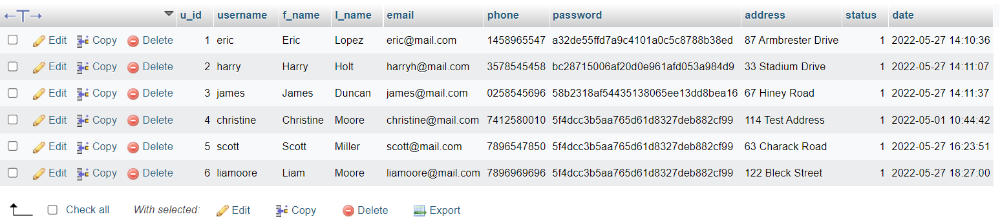 u_id username f_name l_name email phone password address status date
Edit Copy Delete 1 eric Eric Lopez eric@mail.com 1458965547 a32de55ffd7a9c4101a0c5c8788b38ed 87 Armbrester Drive 1 2022-05-27 14:10:36
Edit Copy Delete 2 harry Harry Holt harryh@mail.com 3578545458 bc28715006af20d0e961afd053a984d9 33 Stadium Drive 1 2022-05-27 14:11:07
Edit Copy Delete 3 james James Duncan james@mail.com 0258545696 58b2318af54435138065ee13dd8bea16 67 Hiney Road 1 2022-05-27 14:11:37
Edit Copy Delete 4 christine Christine Moore christine@mail.com 7412580010 5f4dcc3b5aa765d61d8327deb882cf99 114 Test Address 1 2022-05-01 10:44:42
Edit Copy Delete 5 scott Scott Miller scott@mail.com 7896547850 5f4dcc3b5aa765d61d8327deb882cf99 63 Charack Road 1 2022-05-27 16:23:51
Edit Copy Delete 6 liamoore Liam Moore liamoore@mail.com 7896969696 5f4dcc3b5aa765d61d8327deb882cf99 122 Bleck Street 1 2022-05-27 18:27:00
Check all With selected: Edit Copy Delete Export